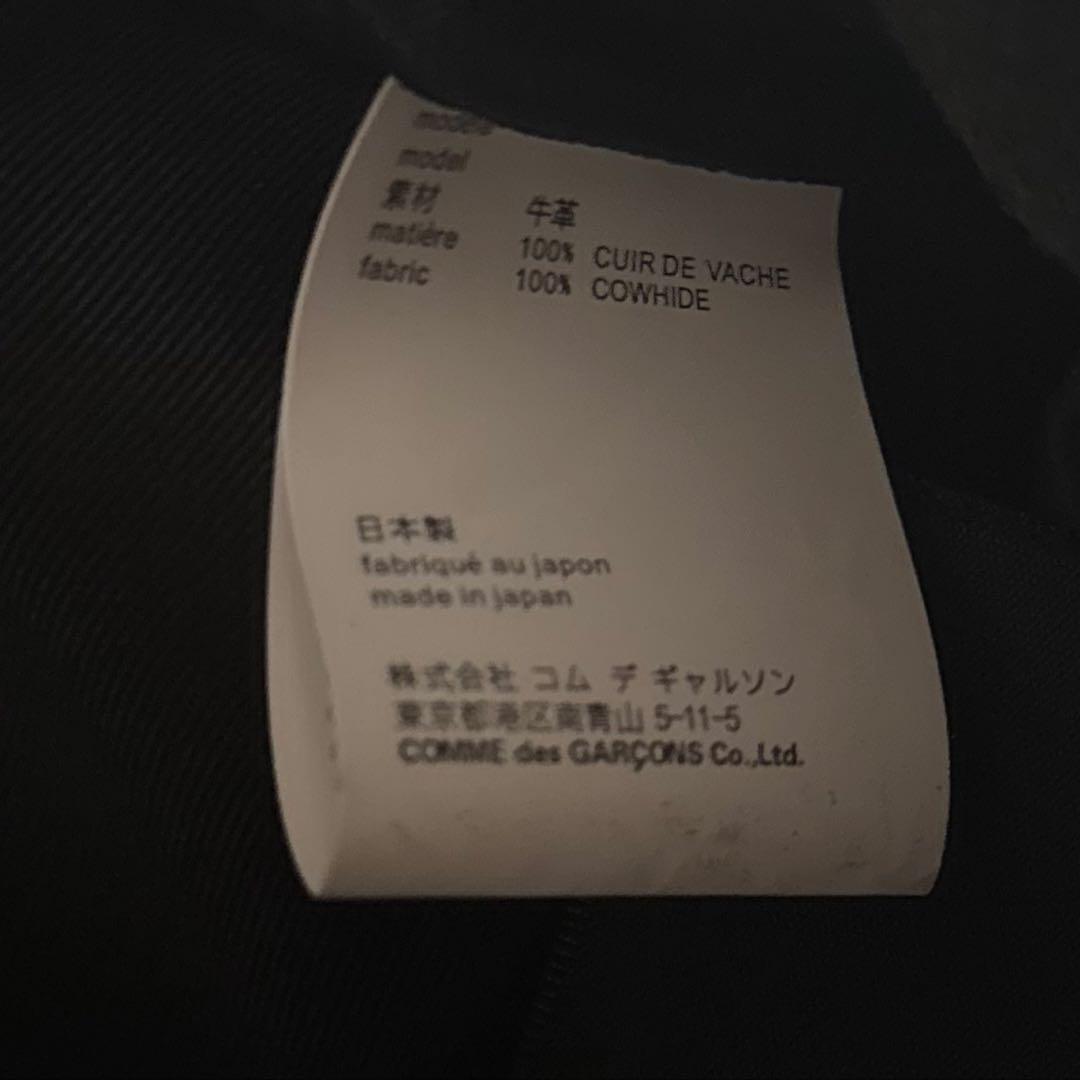 modèle
model
素材 牛革
matière 100% CUIR DE VACHE
fabric 100% COWHIDE
日本製
fabriqué au japon
made in japan
株式会社 コム デ ギャルソン
東京都港区南青山 5-11-5
COMME des GARÇONS Co.,Ltd.